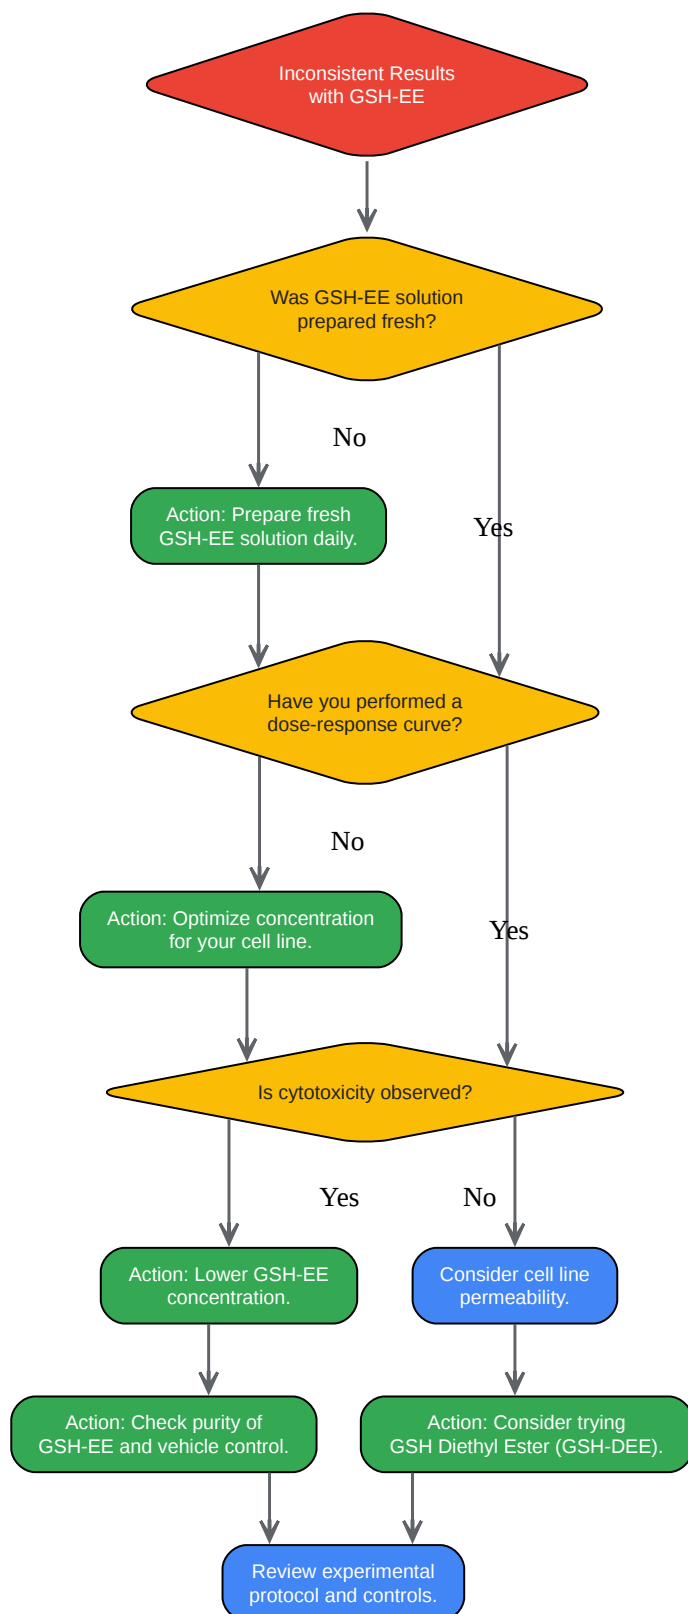 Inconsistent Results
with GSH-EE
Was GSH-EE solution
prepared fresh?
No
Action: Prepare fresh
GSH-EE solution daily.
Yes
Have you performed a
dose-response curve?
No
Action: Optimize concentration
for your cell line.
Yes
Is cytotoxicity observed?
Yes
No
Action: Lower GSH-EE
concentration.
Consider cell line
permeability.
Action: Check purity of
GSH-EE and vehicle control.
Action: Consider trying
GSH Diethyl Ester (GSH-DEE).
Review experimental
protocol and controls.